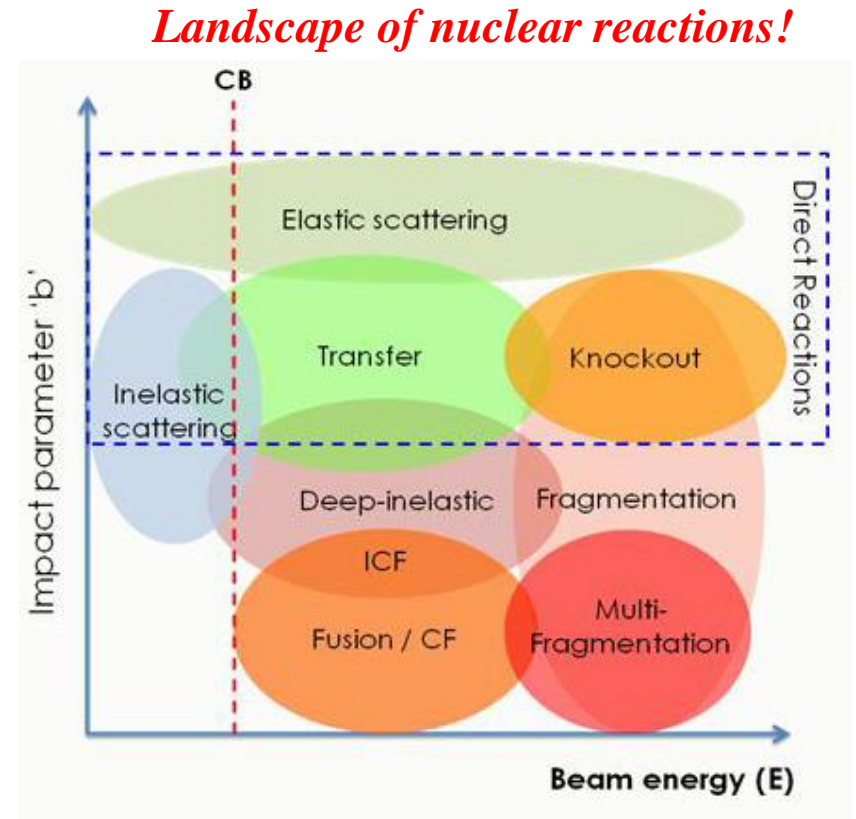 Landscape of nuclear reactions!
CB
Impact parameter 'b'
Direct Reactions
Elastic scattering
Transfer
Knockout
Inelastic
scattering
Deep-inelastic
Fragmentation
ICF
Fusion / CF
Multi-
Fragmentation
Beam energy (E)